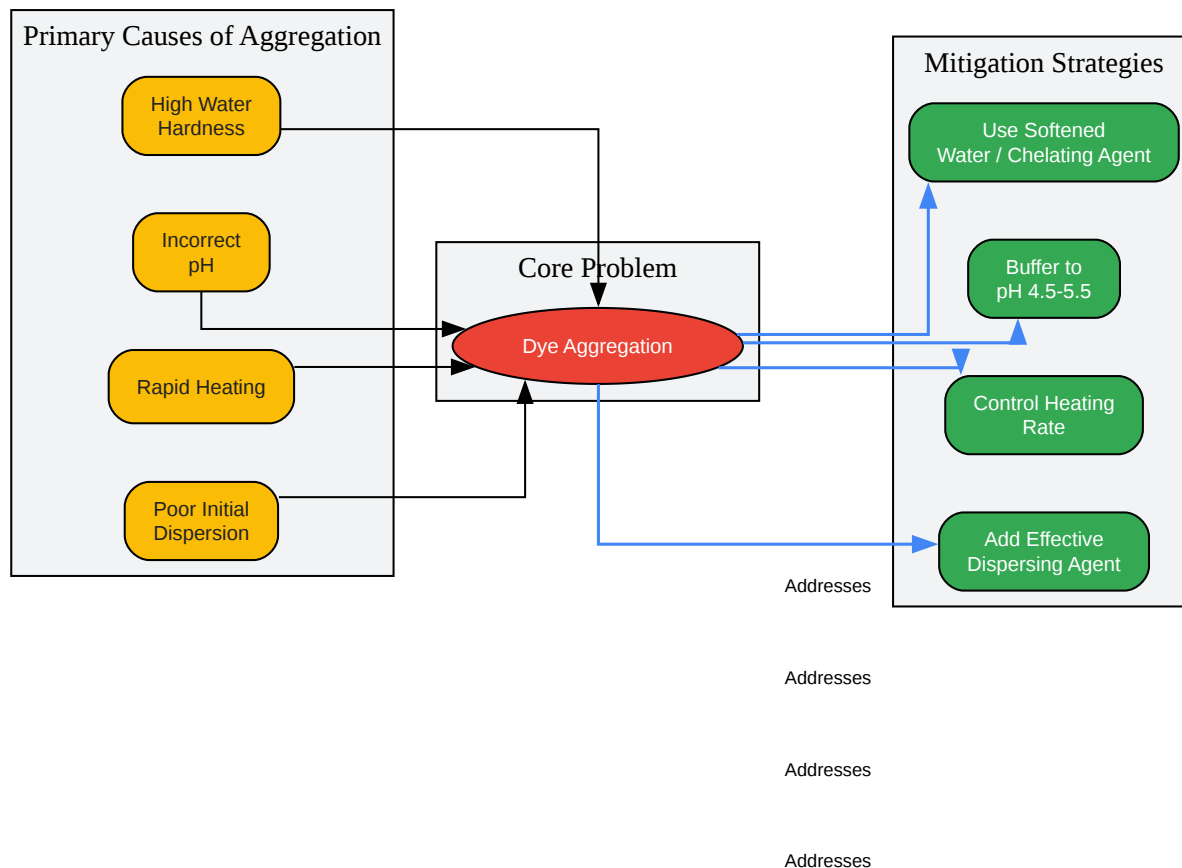 Primary Causes of Aggregation
High Water
Hardness
Incorrect
pH
Rapid Heating
Poor Initial
Dispersion
Core Problem
Dye Aggregation
Mitigation Strategies
Use Softened
Water / Chelating Agent
Buffer to
pH 4.5-5.5
Control Heating
Rate
Add Effective
Dispersing Agent
Addresses
Addresses
Addresses
Addresses